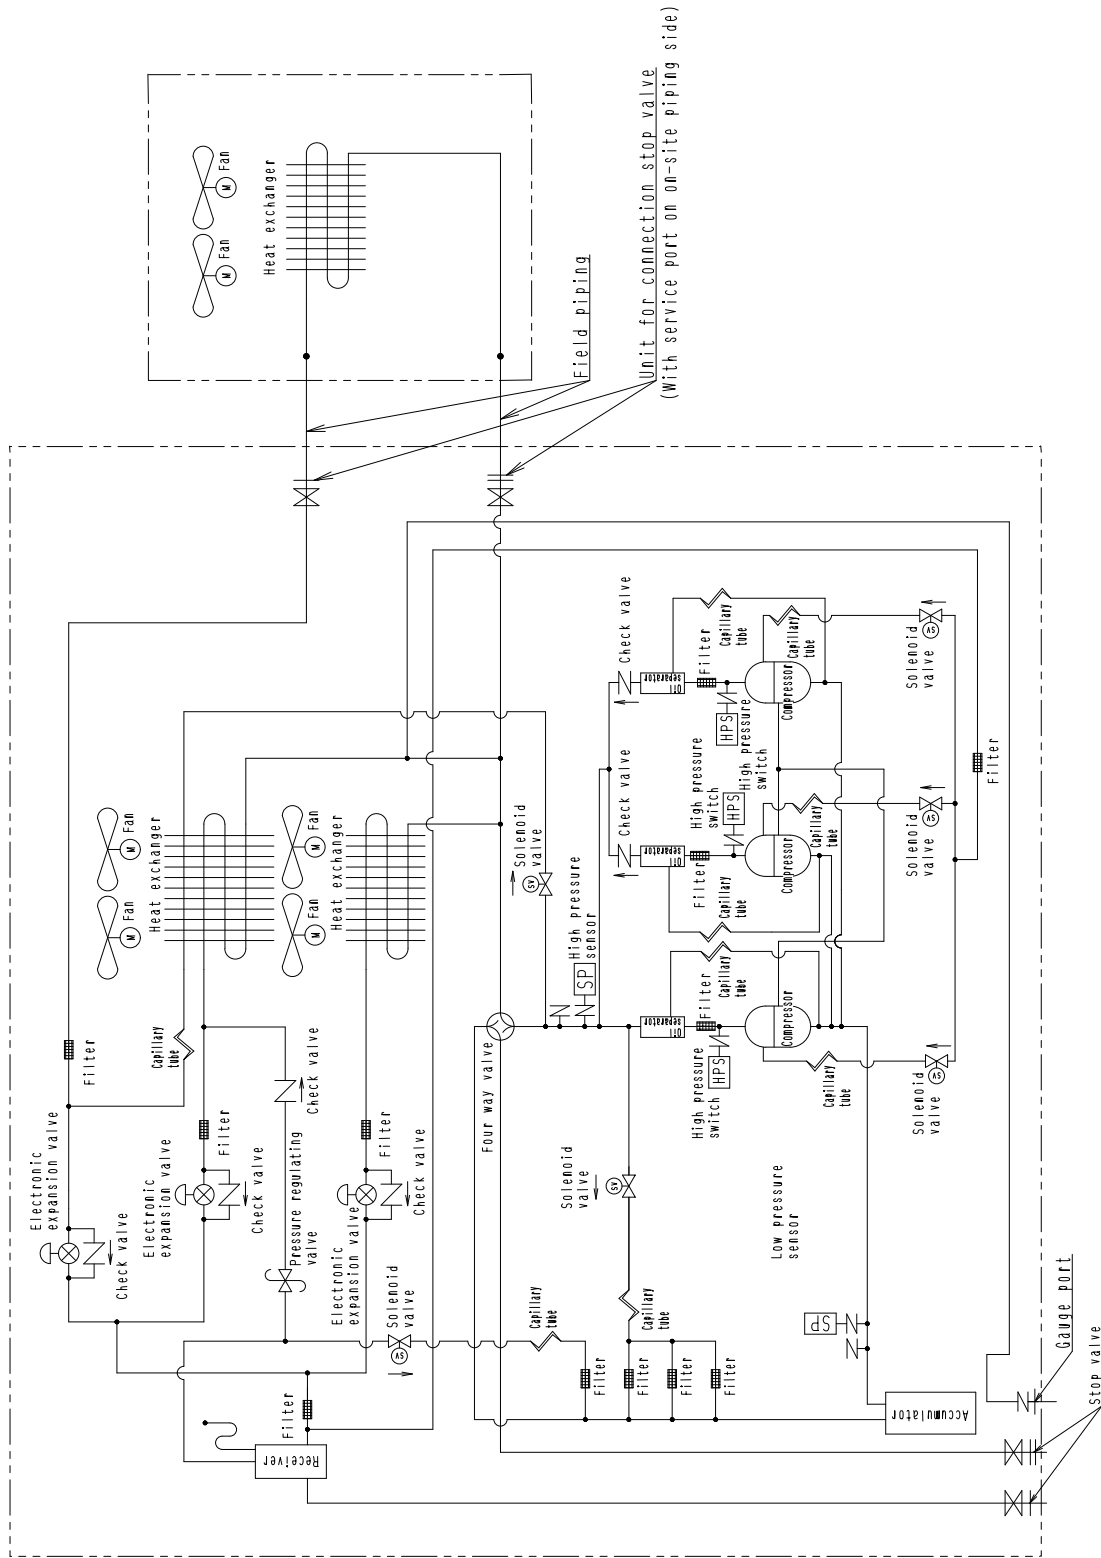 Electronic
expansion valve
Filter
Check valve
Fan
M
Fan
M
Electronic
expansion valve
Heat exchanger
Capillary
tube
Filter
Check valve
Fan
M
Fan
M
Heat exchanger
Receiver
Filter
Pressure regulating
valve
Check valve
Fan
M
Fan
M
Heat exchanger
Electronic
expansion valve
Filter
Check valve
Solenoid
valve
SV
Four way valve
Capillary
tube
Filter
Solenoid
valve
SV
Solenoid
valve
SV
High pressure
sensor
SP
Field piping
Unit for connection stop valve
(With service port on on-site piping side)
Check valve
Check valve
Capillary
tube
Filter
Filter
Filter
Oil
separator
Oil
separator
Oil
separator
Filter
Filter
Filter
High pressure
switch
HPS
High pressure
switch
HPS
High pressure
switch
HPS
Capillary
tube
Capillary
tube
Capillary
tube
Compressor
Compressor
Compressor
Capillary
tube
Capillary
tube
Capillary
tube
Low pressure
sensor
SP
Solenoid
valve
SV
Solenoid
valve
SV
Solenoid
valve
SV
Filter
Accumulator
Gauge port
Stop valve